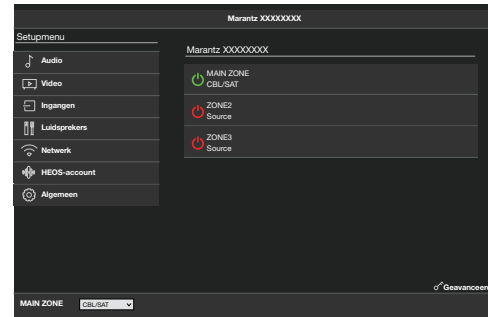 Marantz XXXXXXXX
Setupmenu
Audio
Video
Ingangen
Luidsprekers
Netwerk
HEOS-account
Algemeen
Marantz XXXXXXXX
MAIN ZONE
CBL/SAT
ZONE2
Source
ZONE3
Source
Geavanceer
MAIN ZONE CBL/SAT